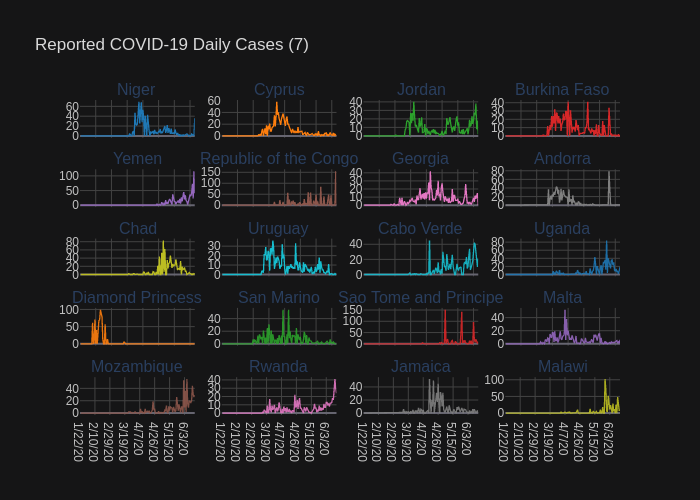 Reported COVID-19 Daily Cases (7)
Niger Cyprus Jordan Burkina Faso
60 40 20 0
60 40 20 0
40 30 20 10 0
40 30 20 10 0
Yemen Republic of the Congo Georgia Andorra
100 50 0
150 100 50 0
40 30 20 10 0
80 60 40 20 0
Chad Uruguay Cabo Verde Uganda
80 60 40 20 0
30 20 10 0
40 20 0
80 60 40 20 0
Diamond Princess San Marino Sao Tome and Principe Malta
100 50 0
40 20 0
150 100 50 0
40 20 0
Mozambique Rwanda Jamaica Malawi
40 20 0
40 30 20 10 0
40 20 0
100 50 0
1/22/20 2/10/20 2/29/20 3/19/20 4/7/20 4/26/20 5/15/20 6/3/20
1/22/20 2/10/20 2/29/20 3/19/20 4/7/20 4/26/20 5/15/20 6/3/20
1/22/20 2/10/20 2/29/20 3/19/20 4/7/20 4/26/20 5/15/20 6/3/20
1/22/20 2/10/20 2/29/20 3/19/20 4/7/20 4/26/20 5/15/20 6/3/20